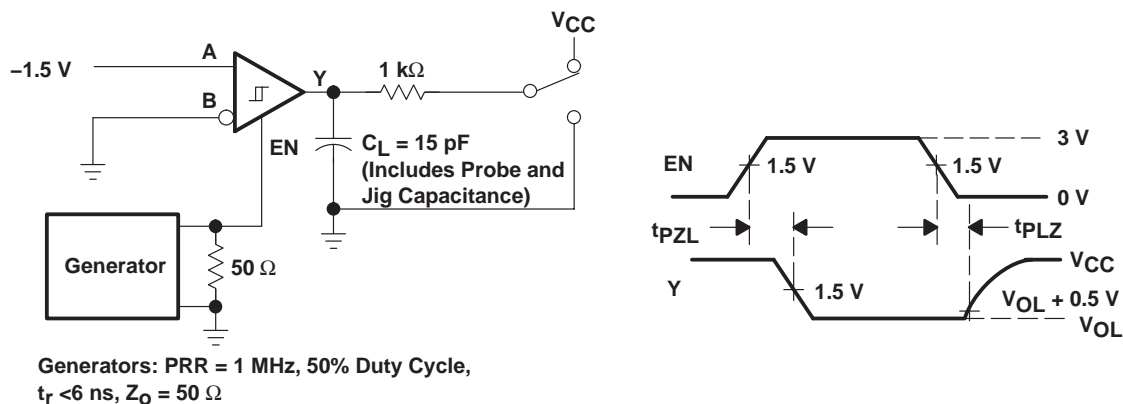 VCC
–1.5 V
A
B
Y
1 kΩ
EN
CL = 15 pF
(Includes Probe and
Jig Capacitance)
Generator
50 Ω
Generators: PRR = 1 MHz, 50% Duty Cycle,
tr <6 ns, Zo = 50 Ω
EN
1.5 V
1.5 V
3 V
0 V
tPZL
tPLZ
Y
1.5 V
VCC
VOL + 0.5 V
VOL